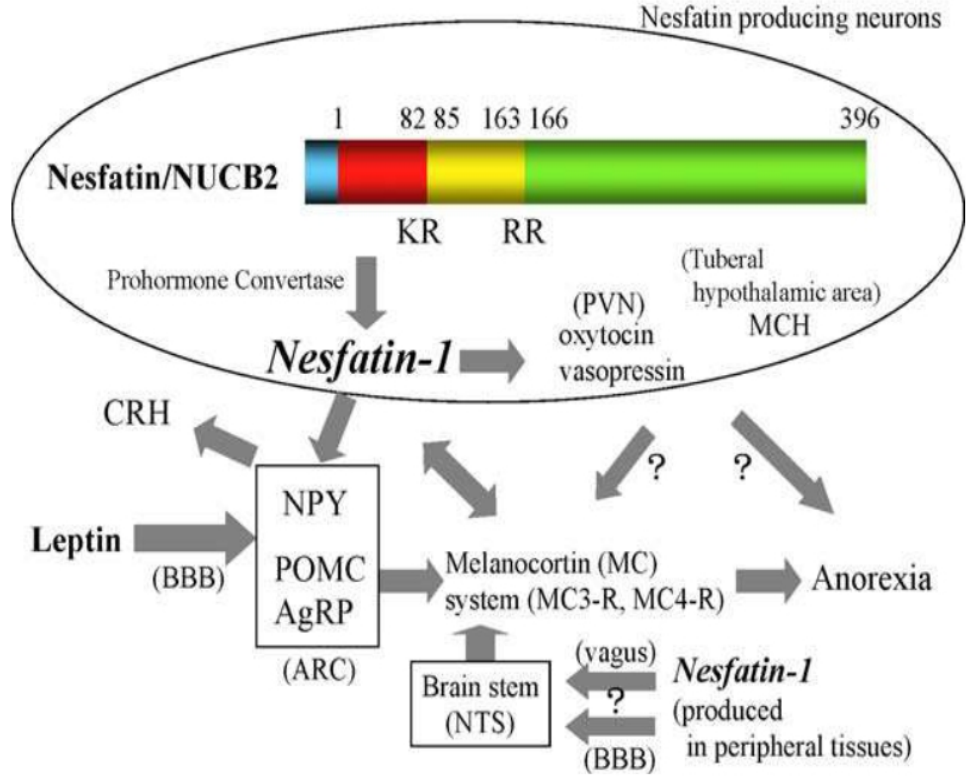 Nesfatin producing neurons
1 82 85 163 166 396
Nesfatin/NUCB2
KR RR
Prohormone Convertase
Nesfatin-1
(PVN)
oxytocin
vasopressin
(Tuberal
hypothalamic area)
MCH
CRH
? ?
Leptin
(BBB)
NPY
POMC
AgRP
(ARC)
Melanocortin (MC)
system (MC3-R, MC4-R)
Anorexia
Brain stem
(NTS)
(vagus)
?
(BBB)
Nesfatin-1
(produced
in peripheral tissues)